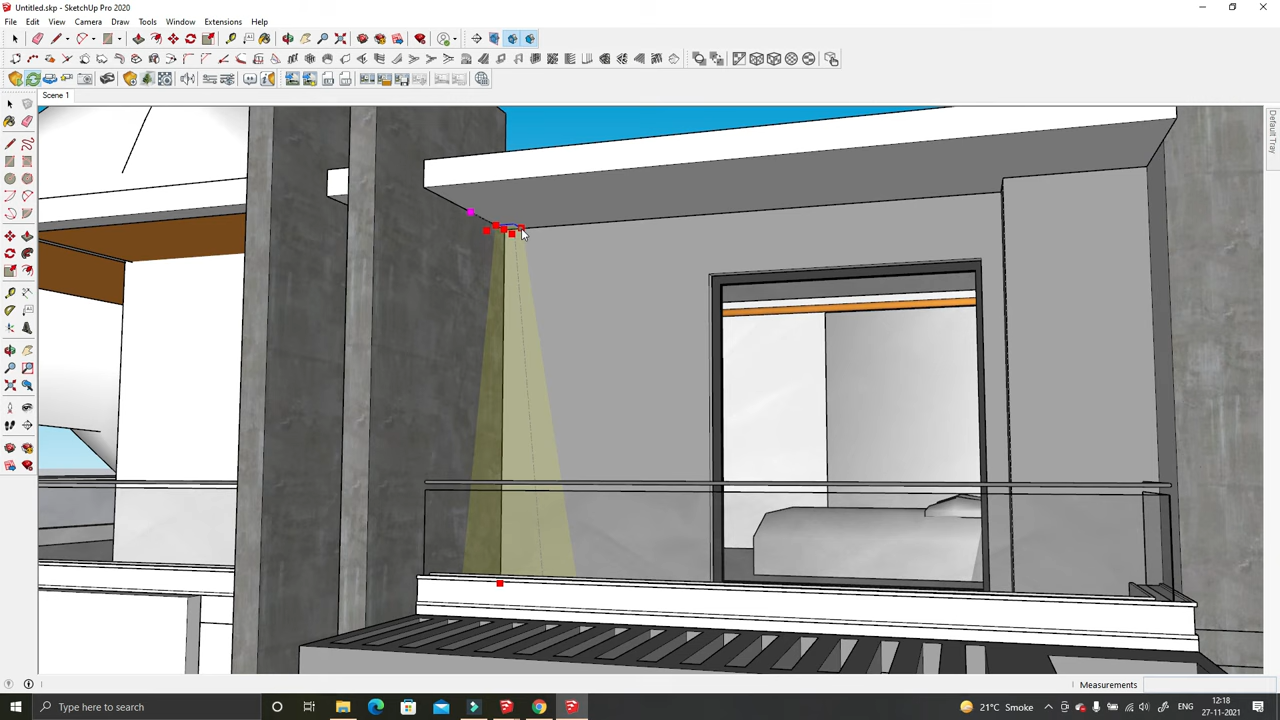 Untitled.skp - SketchUp Pro 2020
File Edit View Camera Draw Tools Window Extensions Help
Scene 1
Default Tray
Measurements
Type here to search
21°C Smoke
ENG
12:18
27-11-2021